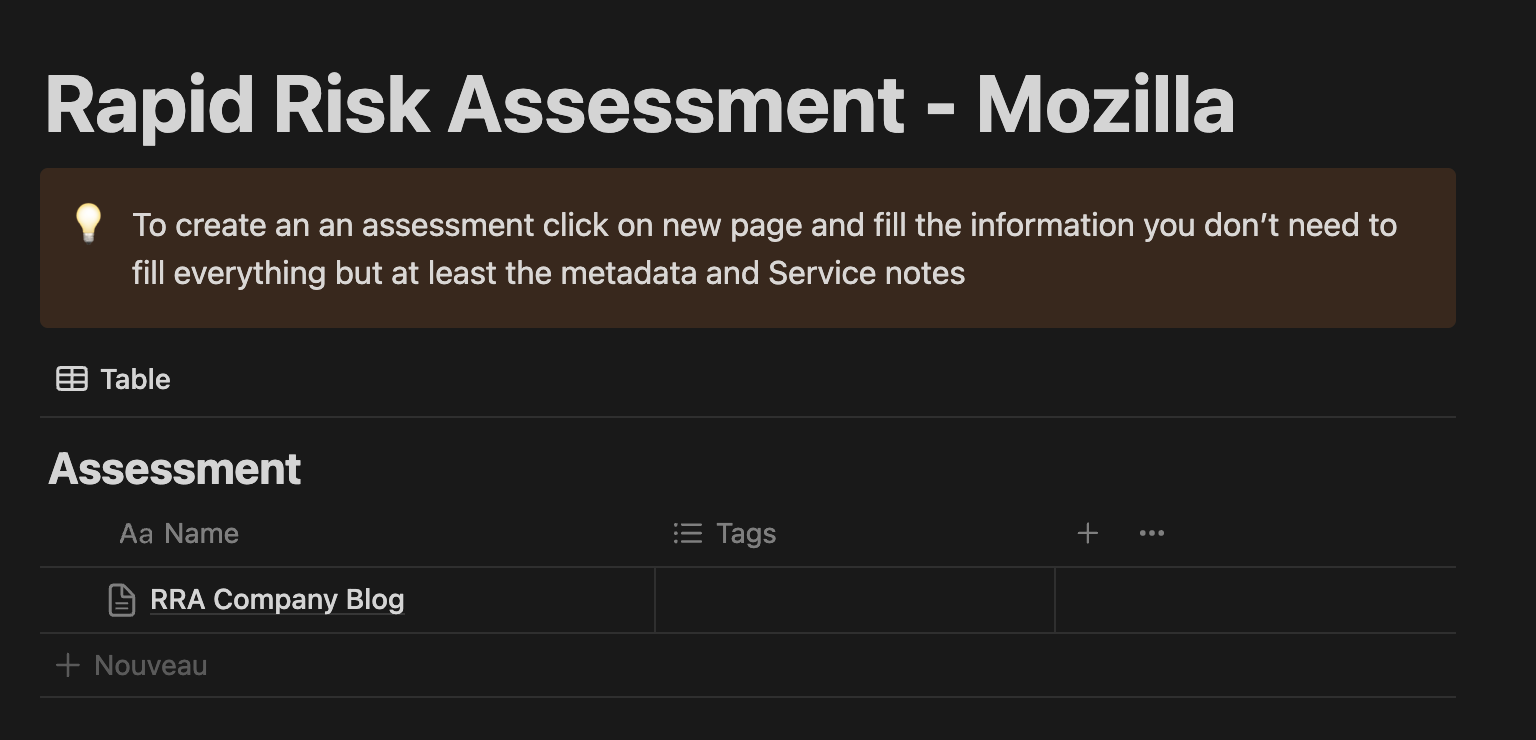 Rapid Risk Assessment - Mozilla
To create an an assessment click on new page and fill the information you don’t need to
fill everything but at least the metadata and Service notes
Table
Assessment
Aa Name Tags
RRA Company Blog
Nouveau